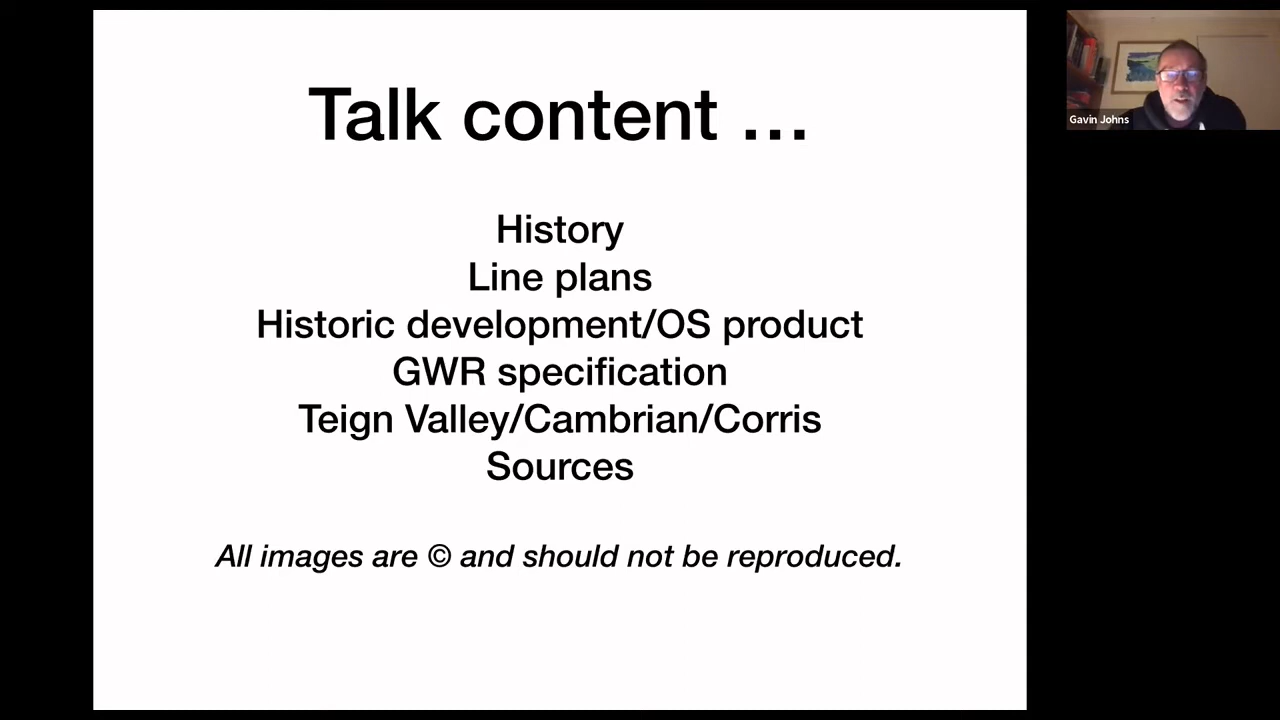 Talk content ...
History
Line plans
Historic development/OS product
GWR specification
Teign Valley/Cambrian/Corris
Sources
All images are © and should not be reproduced.
Gavin Johns